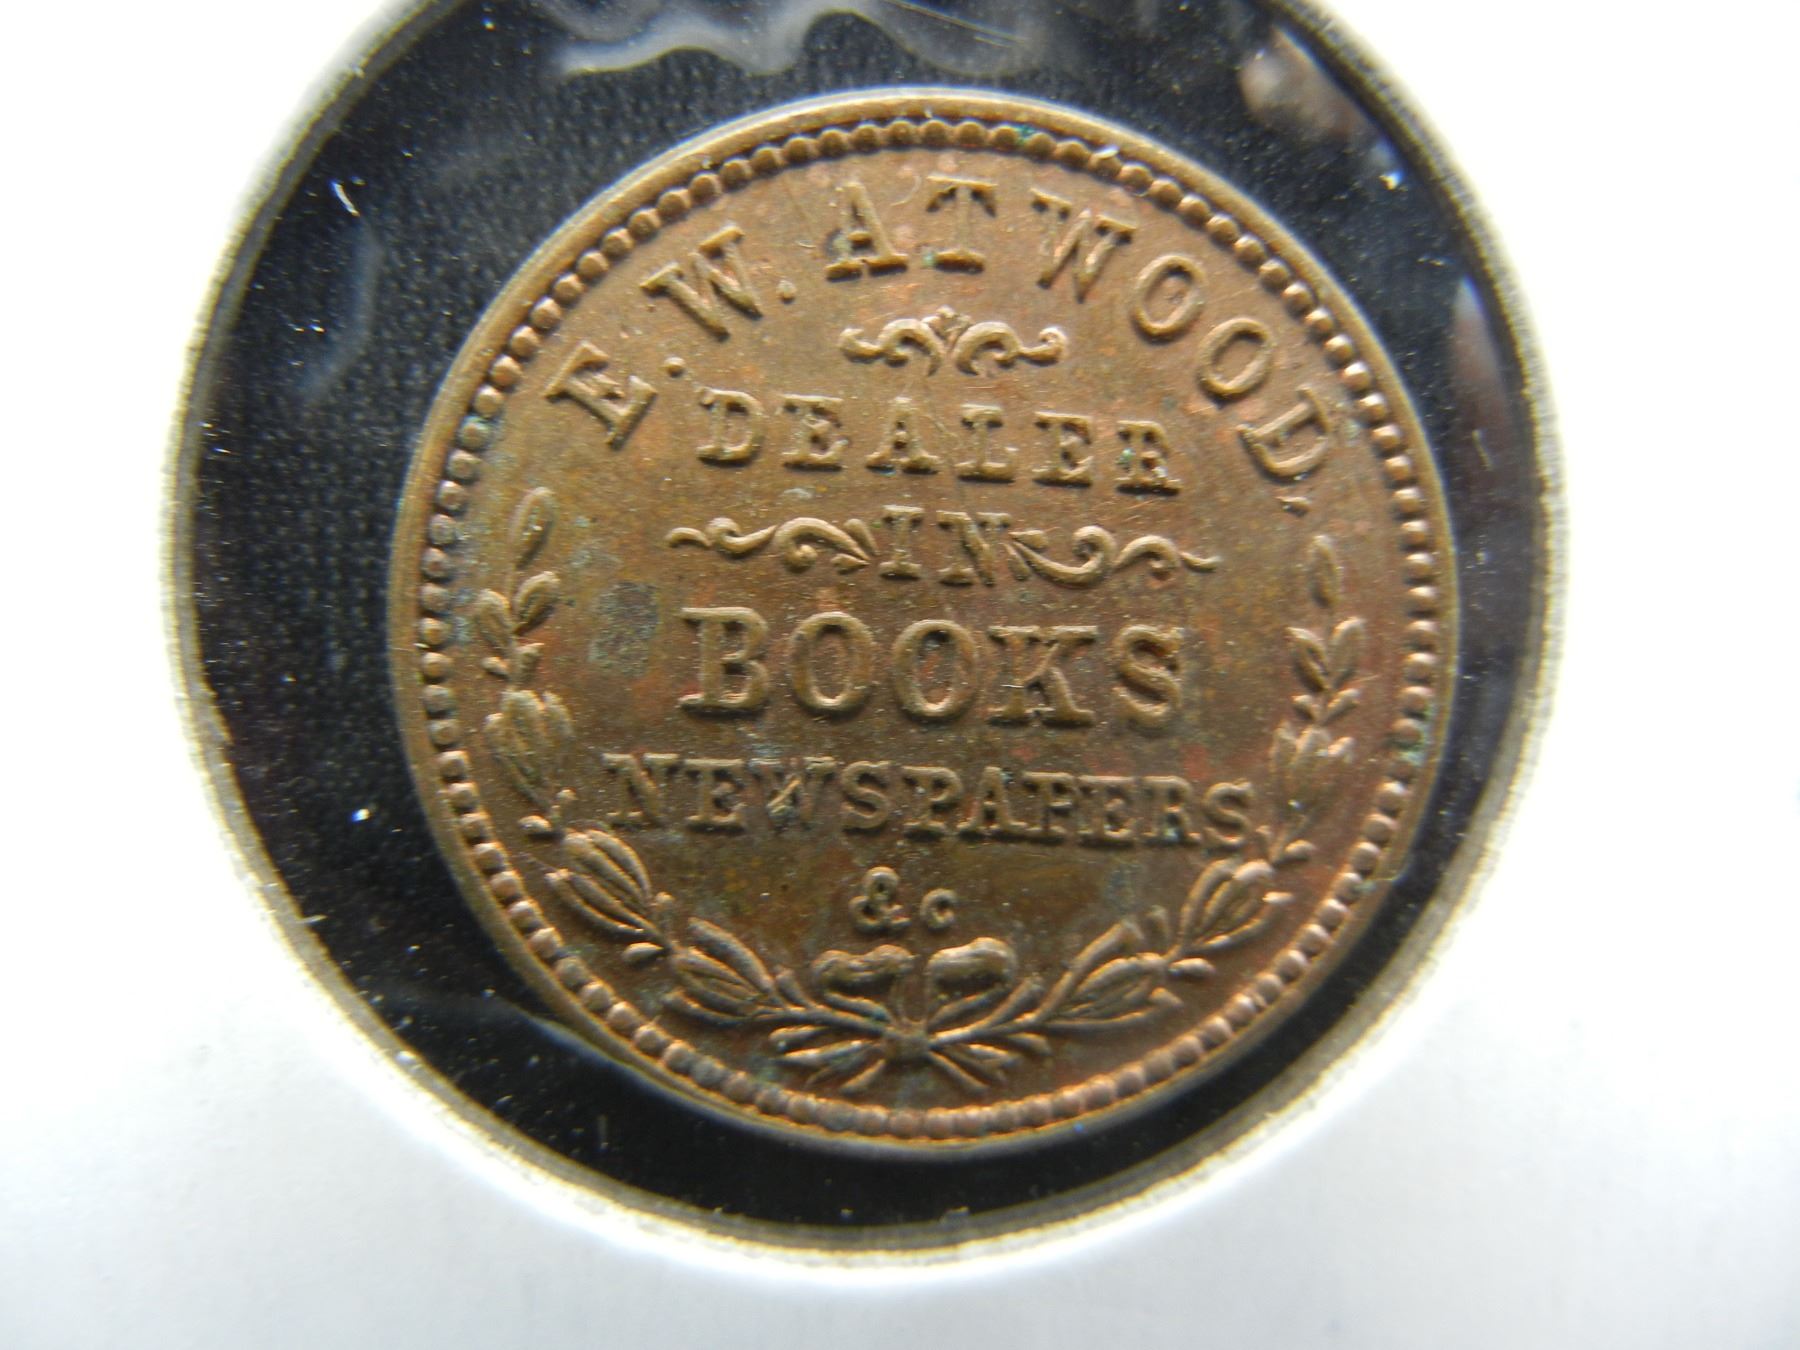 E. W. ATWOOD,
DEALER
IN
BOOKS
NEWSPAPERS
&c